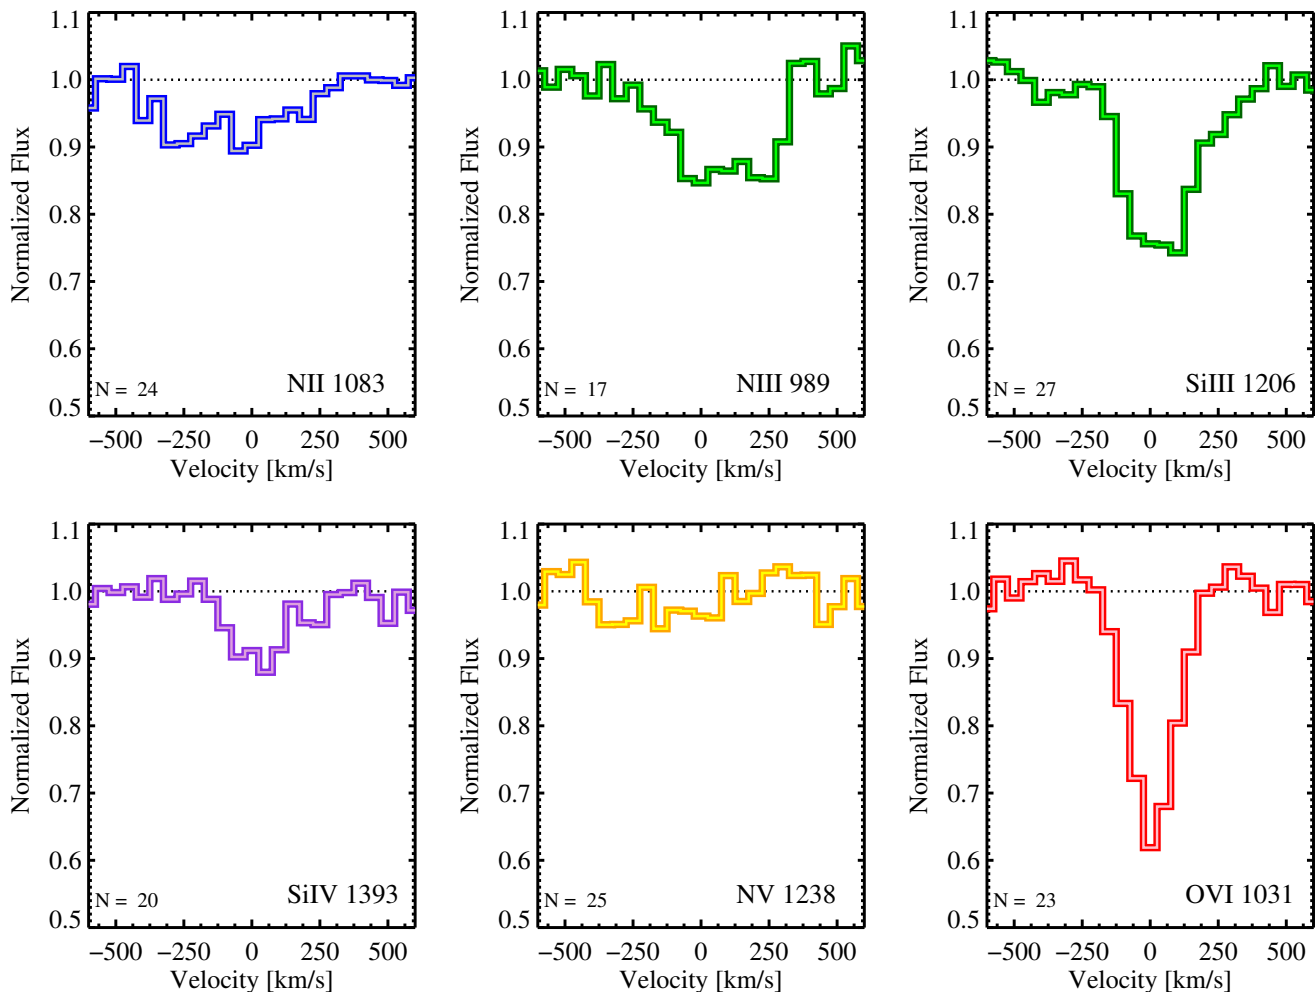 1.1
1.0
0.9
0.8
0.7
0.6
0.5
Normalized Flux
N = 24
NII 1083
−500 −250 0 250 500
Velocity [km/s]
1.1
1.0
0.9
0.8
0.7
0.6
0.5
Normalized Flux
N = 17
NIII 989
−500 −250 0 250 500
Velocity [km/s]
1.1
1.0
0.9
0.8
0.7
0.6
0.5
Normalized Flux
N = 27
SiIII 1206
−500 −250 0 250 500
Velocity [km/s]
1.1
1.0
0.9
0.8
0.7
0.6
0.5
Normalized Flux
N = 20
SiIV 1393
−500 −250 0 250 500
Velocity [km/s]
1.1
1.0
0.9
0.8
0.7
0.6
0.5
Normalized Flux
N = 25
NV 1238
−500 −250 0 250 500
Velocity [km/s]
1.1
1.0
0.9
0.8
0.7
0.6
0.5
Normalized Flux
N = 23
OVI 1031
−500 −250 0 250 500
Velocity [km/s]